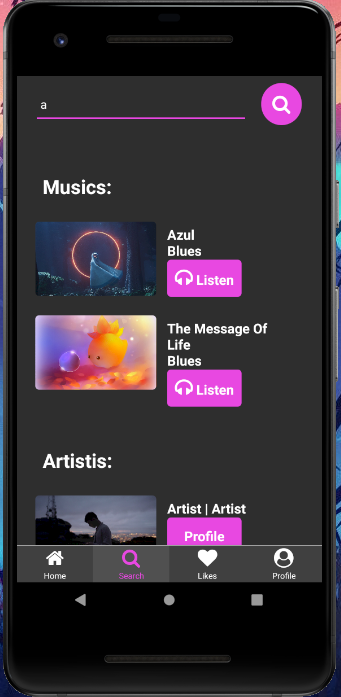 a
Musics:
Azul
Blues
Listen
The Message Of
Life
Blues
Listen
Artistis:
Artist | Artist
Profile
Home
Search
Likes
Profile